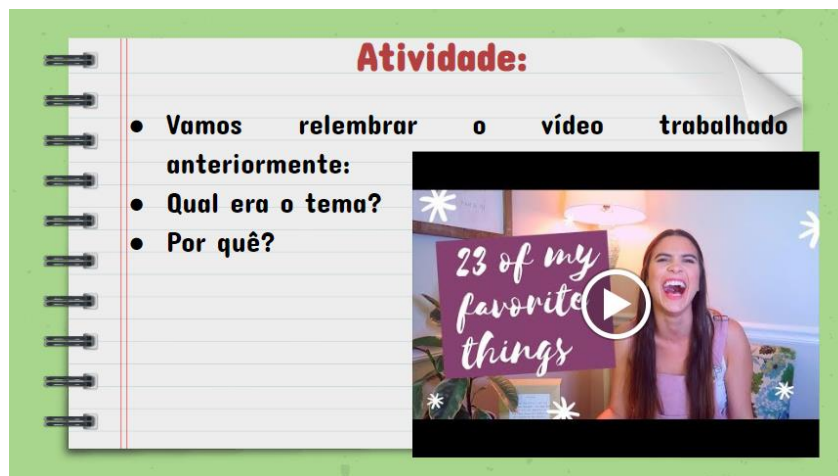 Atividade:
● Vamos relembrar o vídeo trabalhado
anteriormente:
● Qual era o tema?
● Por quê?
23 of my
favorite
things